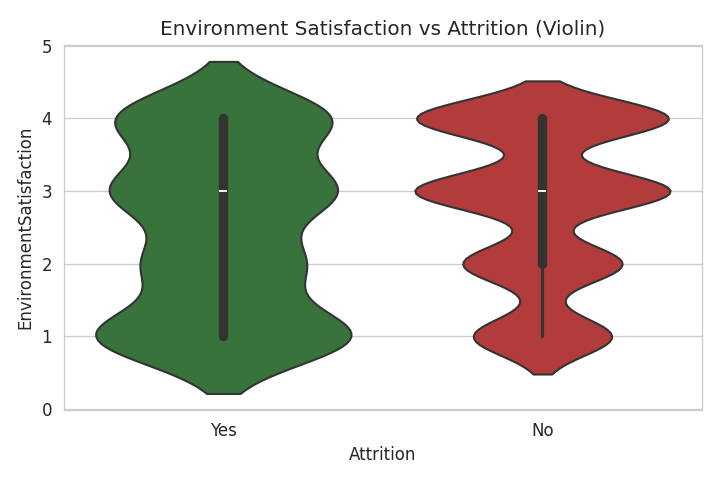 Environment Satisfaction vs Attrition (Violin)
5
4
3
2
1
0
EnvironmentSatisfaction
Yes
No
Attrition